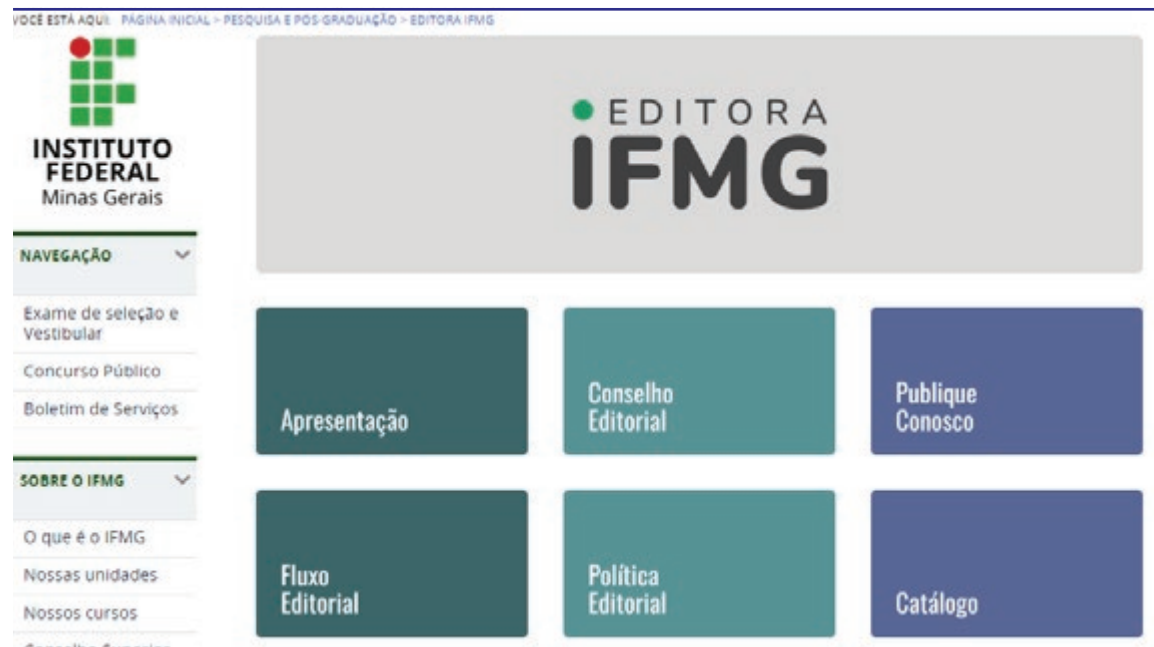 VOCÊ ESTÁ AQUI: PÁGINA INICIAL > PESQUISA E PÓS-GRADUAÇÃO > EDITORA IFMG
INSTITUTO
FEDERAL
Minas Gerais
EDITORA
IFMG
NAVEGAÇÃO
Exame de seleção e
Vestibular
Concurso Público
Boletim de Serviços
SOBRE O IFMG
O que é o IFMG
Nossas unidades
Nossos cursos
Apresentação
Conselho
Editorial
Publique
Conosco
Fluxo
Editorial
Política
Editorial
Catálogo